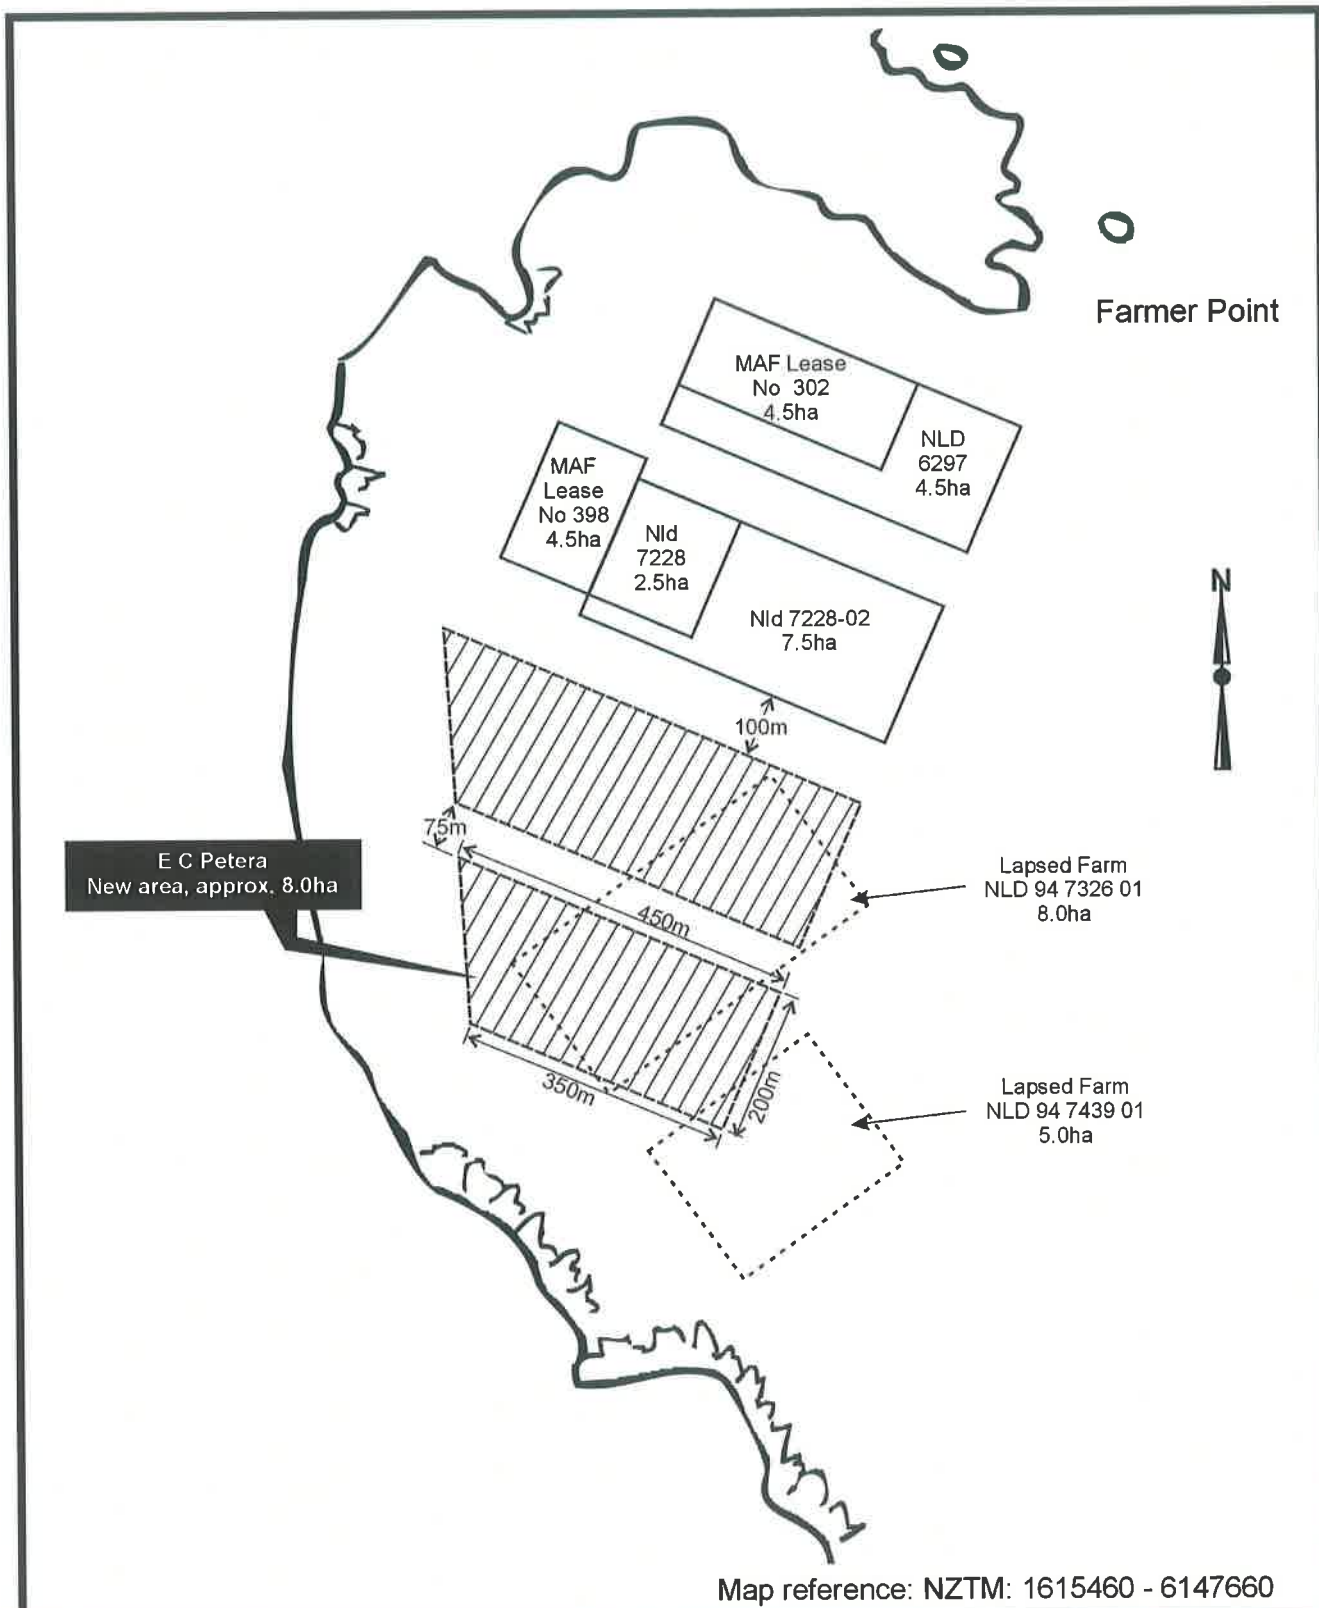 Farmer Point
MAF Lease
No 302
4.5ha
NLD
6297
4.5ha
MAF
Lease
No 398
4.5ha
Nld
7228
2.5ha
Nld 7228-02
7.5ha
N
100m
75m
E C Petera
New area, approx. 8.0ha
450m
Lapsed Farm
NLD 94 7326 01
8.0ha
350m
200m
Lapsed Farm
NLD 94 7439 01
5.0ha
Map reference: NZTM: 1615460 - 6147660